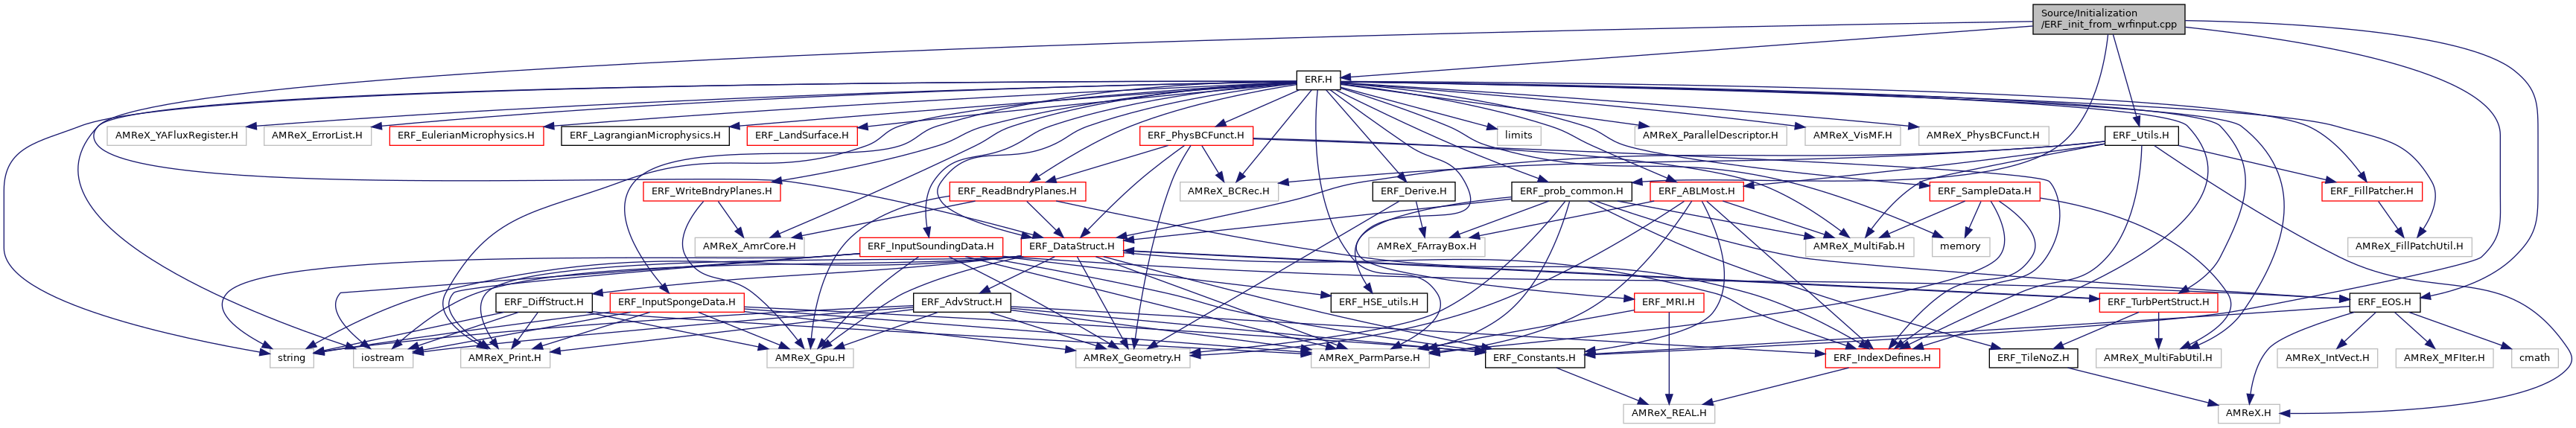 Source/Initialization
/ERF_init_from_wrfinput.cpp
ERF.H
AMReX_YAFluxRegister.H
AMReX_ErrorList.H
ERF_EulerianMicrophysics.H
ERF_LagrangianMicrophysics.H
ERF_LandSurface.H
ERF_PhysBCFunct.H
limits
AMReX_ParallelDescriptor.H
AMReX_VisMF.H
AMReX_PhysBCFunct.H
ERF_Utils.H
ERF_WriteBndryPlanes.H
ERF_ReadBndryPlanes.H
AMReX_BCRec.H
ERF_Derive.H
ERF_prob_common.H
ERF_ABLMost.H
ERF_SampleData.H
ERF_FillPatcher.H
AMReX_AmrCore.H
ERF_InputSoundingData.H
ERF_DataStruct.H
AMReX_FArrayBox.H
AMReX_MultiFab.H
memory
AMReX_FillPatchUtil.H
ERF_DiffStruct.H
ERF_InputSpongeData.H
ERF_AdvStruct.H
ERF_HSE_utils.H
ERF_MRI.H
ERF_TurbPertStruct.H
ERF_EOS.H
string
iostream
AMReX_Print.H
AMReX_Gpu.H
AMReX_Geometry.H
AMReX_ParmParse.H
ERF_Constants.H
ERF_IndexDefines.H
ERF_TileNoZ.H
AMReX_MultiFabUtil.H
AMReX_IntVect.H
AMReX_MFIter.H
cmath
AMReX_REAL.H
AMReX.H